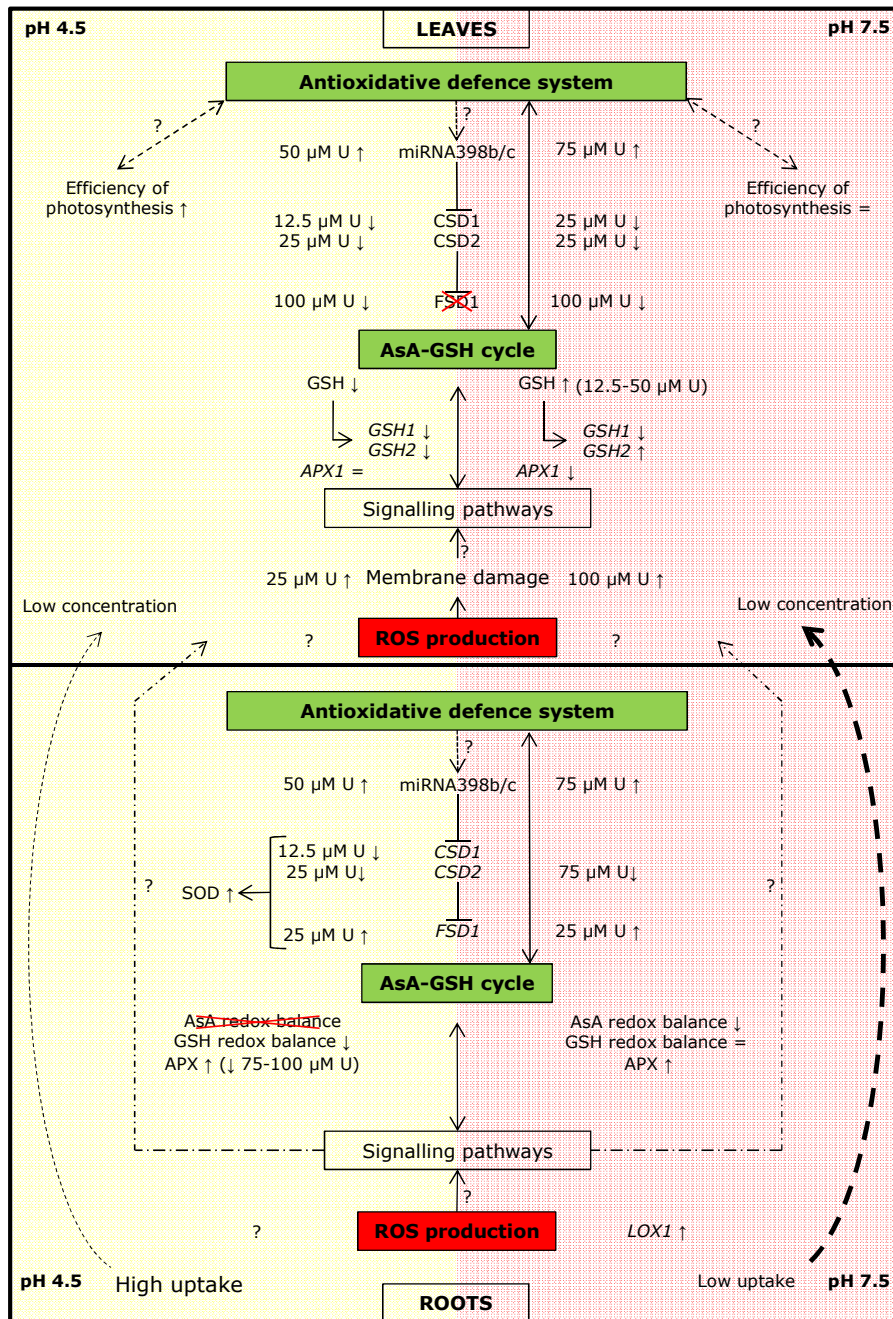 pH 4.5
LEAVES
pH 7.5
Antioxidative defence system
?
?
?
50 µM U ↑ miRNA398b/c 75 µM U ↑
Efficiency of
photosynthesis ↑
Efficiency of
photosynthesis =
12.5 µM U ↓ CSD1 25 µM U ↓
25 µM U ↓ CSD2 25 µM U ↓
100 µM U ↓ FSD1 100 µM U ↓
AsA-GSH cycle
GSH ↓
GSH ↑ (12.5-50 µM U)
GSH1 ↓
GSH2 ↓
GSH1 ↓
GSH2 ↑
APX1 =
APX1 ↓
Signalling pathways
?
25 µM U ↑ Membrane damage 100 µM U ↑
Low concentration
Low concentration
? ROS production ?
Antioxidative defence system
?
50 µM U ↑ miRNA398b/c 75 µM U ↑
12.5 µM U ↓ CSD1
25 µM U↓ CSD2 75 µM U↓
?
SOD ↑
?
25 µM U ↑ FSD1 25 µM U ↑
AsA-GSH cycle
AsA redox balance
GSH redox balance ↓
APX ↑ (↓ 75-100 µM U)
AsA redox balance ↓
GSH redox balance =
APX ↑
Signalling pathways
?
? ROS production LOX1 ↑
pH 4.5
High uptake
Low uptake
pH 7.5
ROOTS